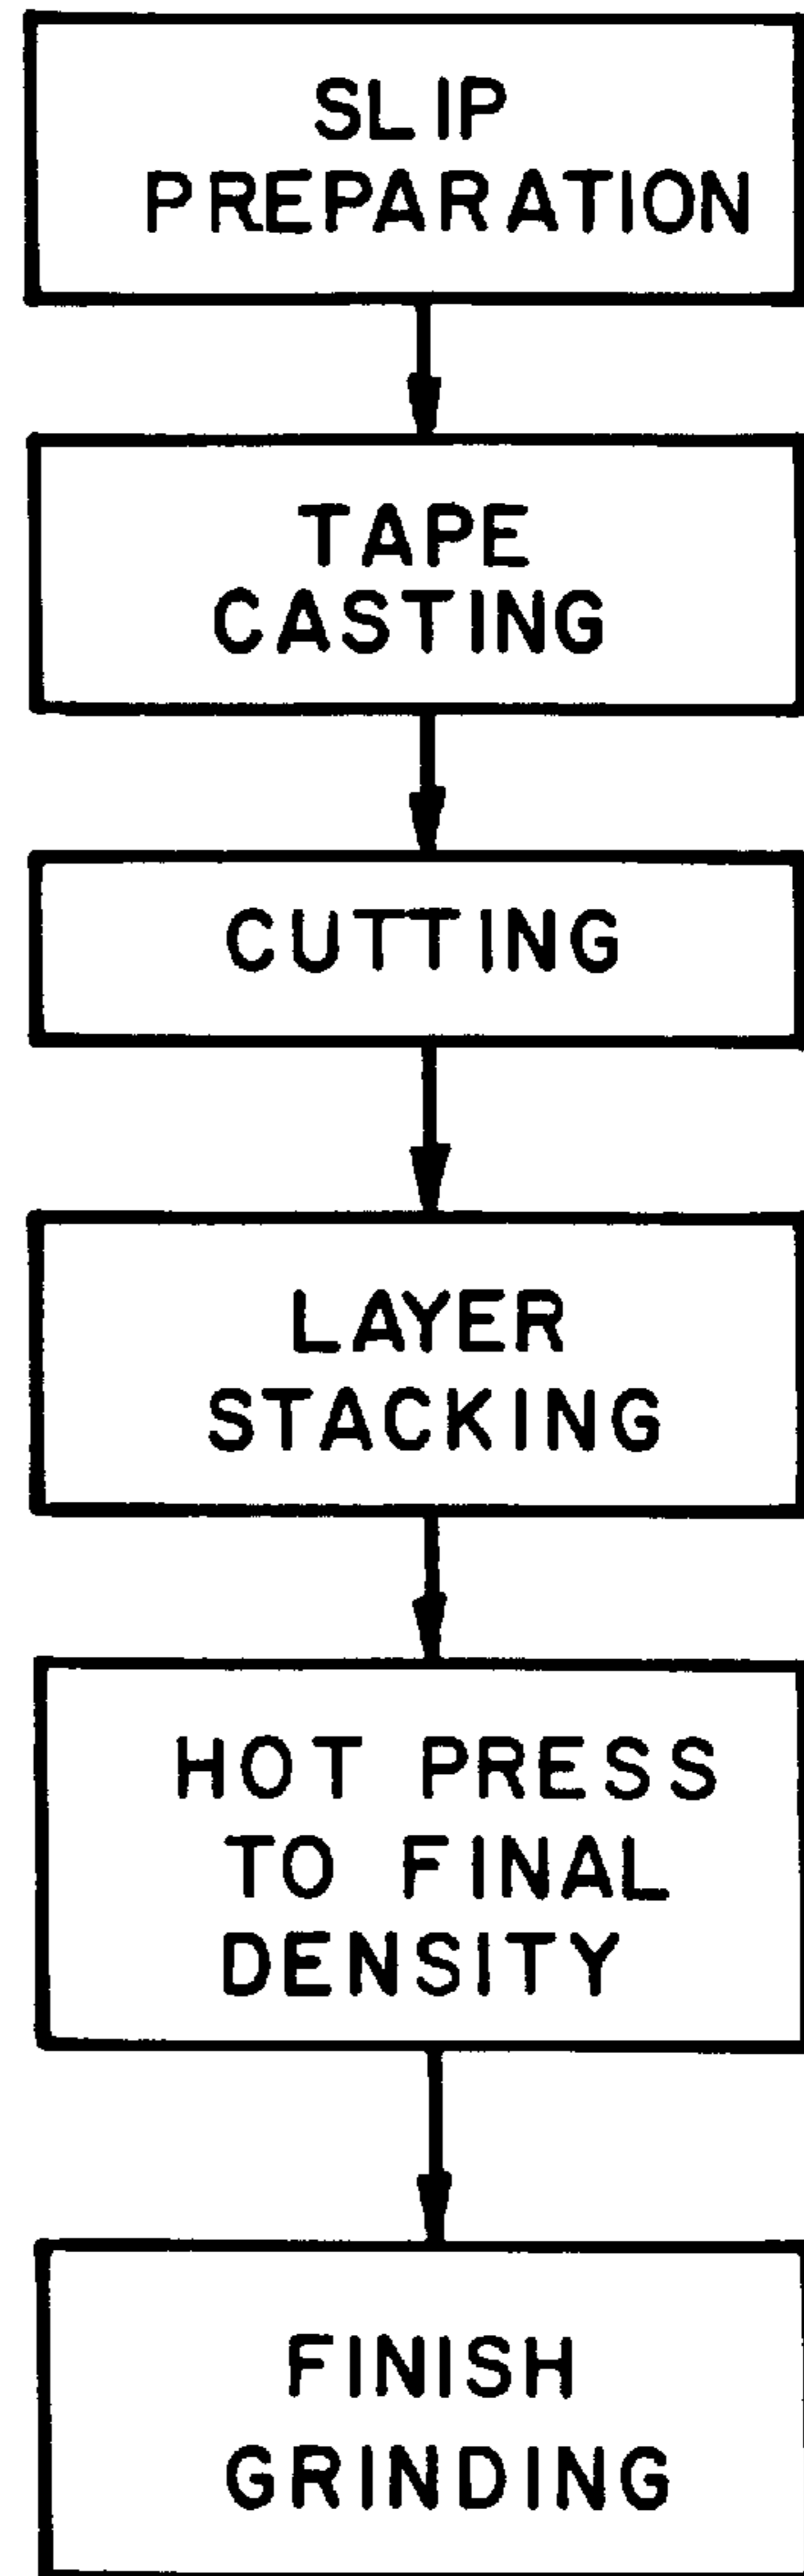 SLIP
PREPARATION
TAPE
CASTING
CUTTING
LAYER
STACKING
HOT PRESS
TO FINAL
DENSITY
FINISH
GRINDING